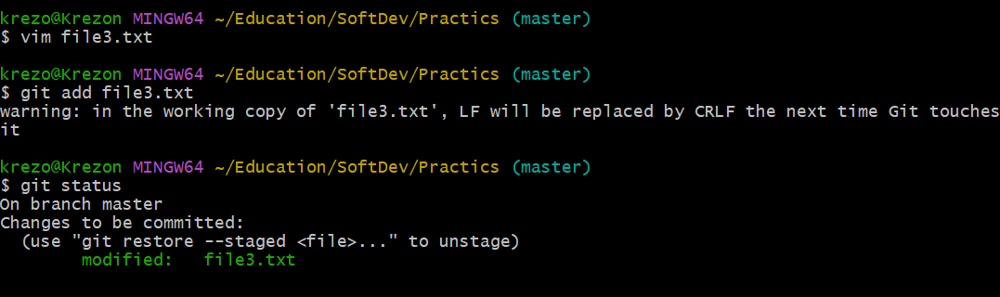 krezo@Krezon MINGW64 ~/Education/SoftDev/Practics (master)
$ vim file3.txt
krezo@Krezon MINGW64 ~/Education/SoftDev/Practics (master)
$ git add file3.txt
warning: in the working copy of 'file3.txt', LF will be replaced by CRLF the next time Git touches
it
krezo@Krezon MINGW64 ~/Education/SoftDev/Practics (master)
$ git status
On branch master
Changes to be committed:
  (use "git restore --staged <file>..." to unstage)
        modified:   file3.txt